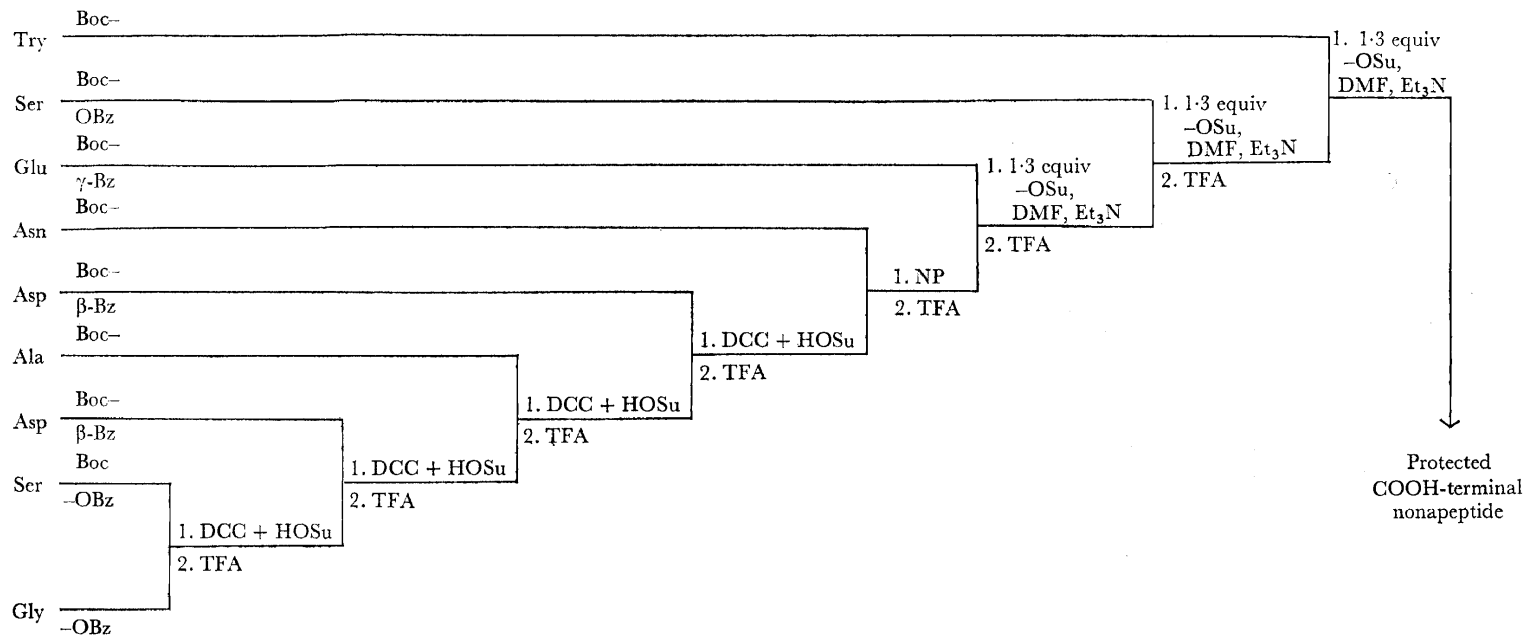 Boc–
Try
1. 1·3 equiv
–OSu,
DMF, Et₃N
Boc–
Ser
OBz
1. 1·3 equiv
–OSu,
DMF, Et₃N
2. TFA
Boc–
Glu
γ-Bz
1. 1·3 equiv
–OSu,
DMF, Et₃N
2. TFA
Boc–
Asn
1. NP
2. TFA
Boc–
Asp
β-Bz
1. DCC + HOSu
2. TFA
Boc–
Ala
1. DCC + HOSu
2. TFA
Boc–
Asp
β-Bz
1. DCC + HOSu
2. TFA
Boc
Ser
–OBz
1. DCC + HOSu
2. TFA
Gly
–OBz
Protected
COOH-terminal
nonapeptide